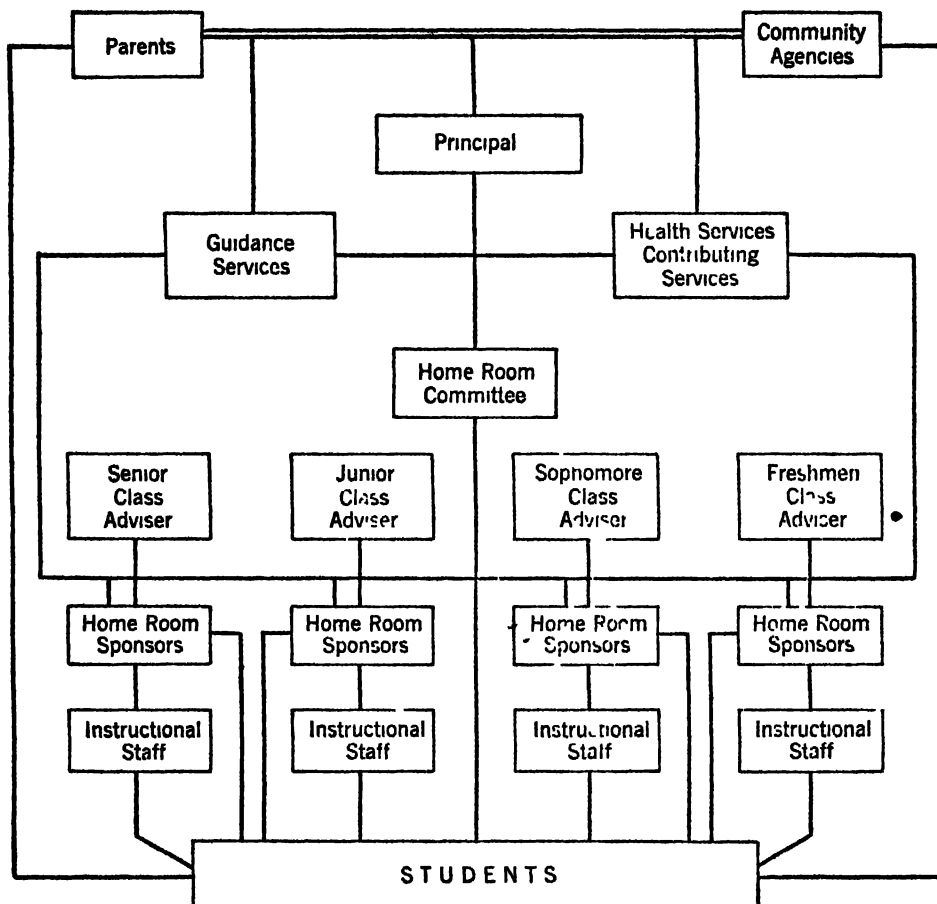 Parents
Community
Agencies
Principal
Guidance
Services
Health Services
Contributing
Services
Home Room
Committee
Senior
Class
Adviser
Junior
Class
Adviser
Sophomore
Class
Adviser
Freshmen
Class
Adviser
Home Room
Sponsors
Home Room
Sponsors
Home Room
Sponsors
Home Room
Sponsors
Instructional
Staff
Instructional
Staff
Instructional
Staff
Instructional
Staff
STUDENTS